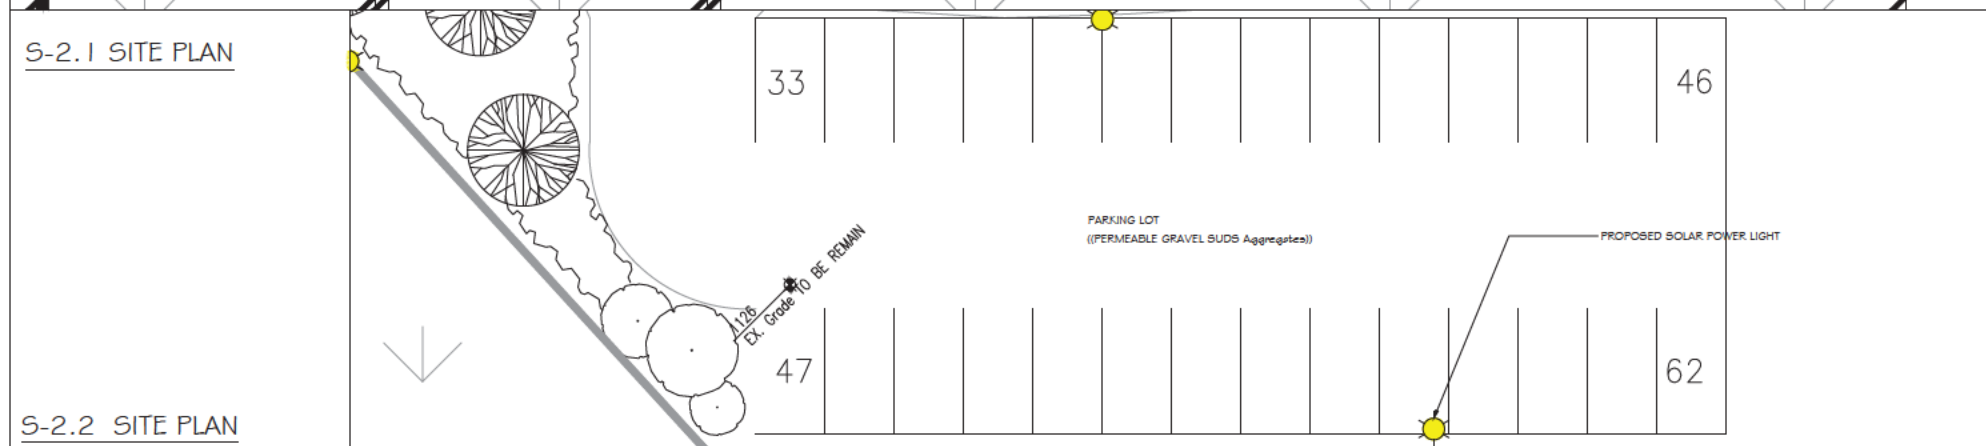 S-2.1 SITE PLAN
33
46
PARKING LOT
((PERMEABLE GRAVEL SUDS Aggregates))
PROPOSED SOLAR POWER LIGHT
1126
EX. Grade TO BE REMAIN
47
62
S-2.2 SITE PLAN